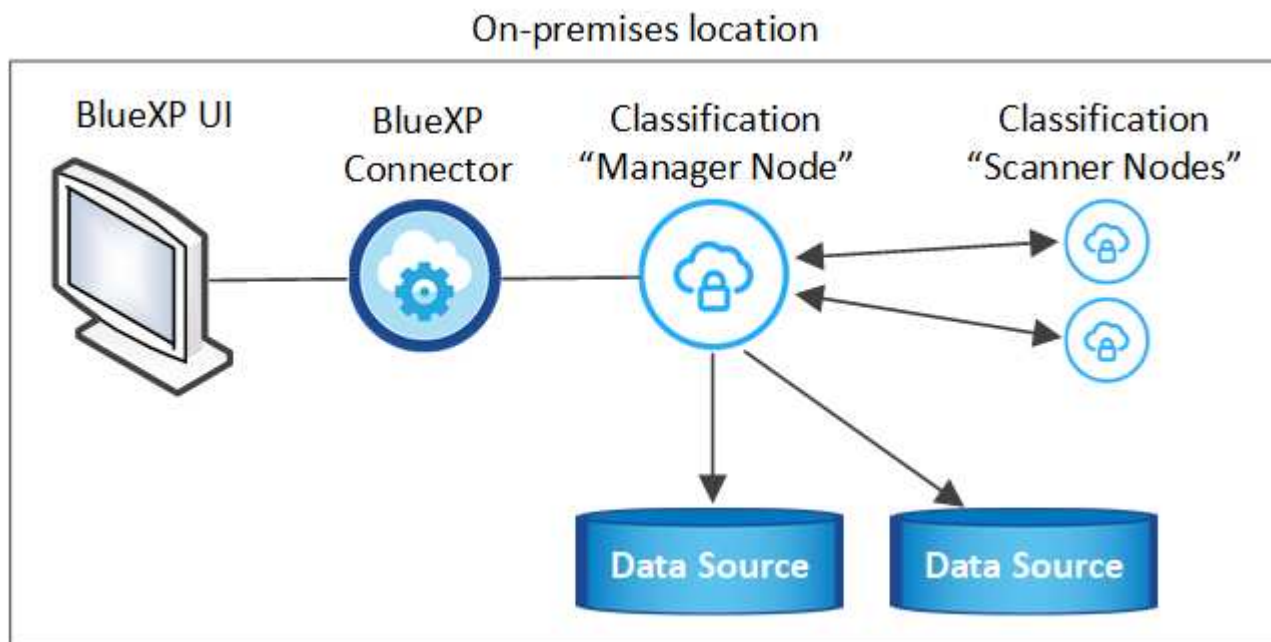 On-premises location
BlueXP UI
BlueXP
Connector
Classification
“Manager Node”
Classification
“Scanner Nodes”
Data Source
Data Source